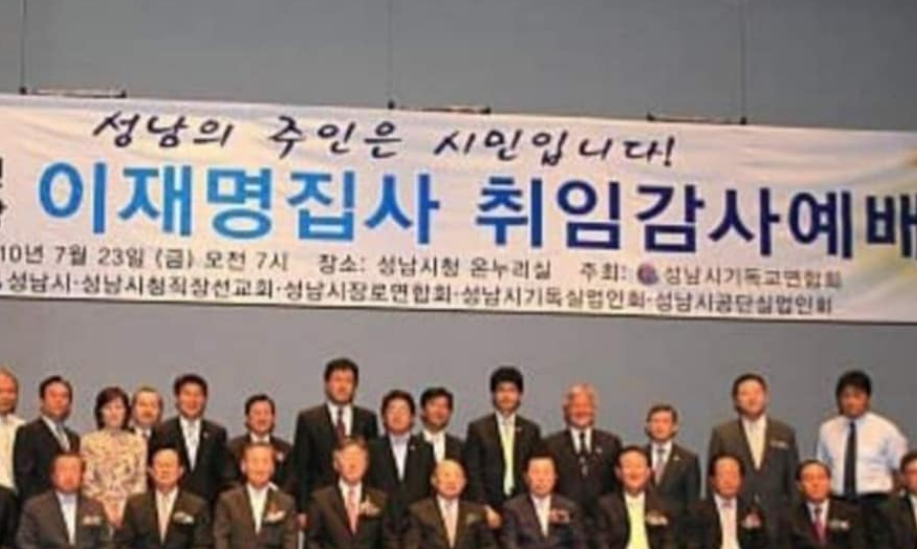 성남의 주인은 시민입니다!
이재명집사 취임감사예배
10년 7월 23일 (금) 오전 7시 장소: 성남시청 온누리실 주최: 성남시기독교연합회
성남시·성남시청직장선교회·성남시장로연합회·성남시기독실업인회·성남시공단실업인회